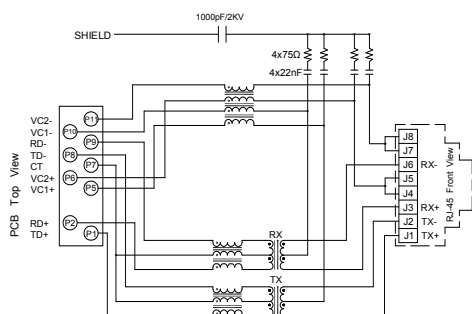 1000pF/2KV
SHIELD
4x75Ω
4x22nF
VC2-
VC1-
RD-
TD-
CT
VC2+
VC1+
RD+
TD+
P11
P10
P9
P8
P7
P6
P5
P2
P1
PCB Top View
RX
TX
J8
J7
J6 RX-
J5
J4
J3 RX+
J2 TX-
J1 TX+
RJ-45 Front View